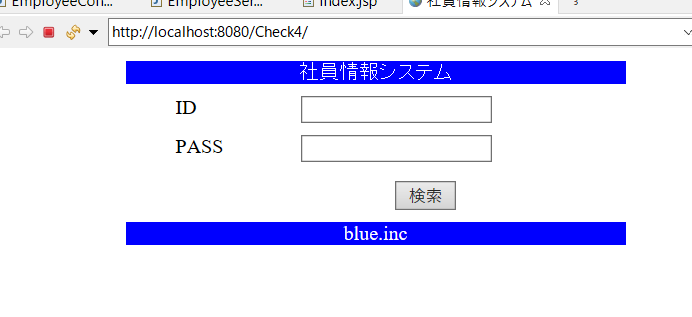 EmployeeCon... EmployeeSer... index.jsp 社員情報システム
http://localhost:8080/Check4/
社員情報システム
ID
PASS
検索
blue.inc